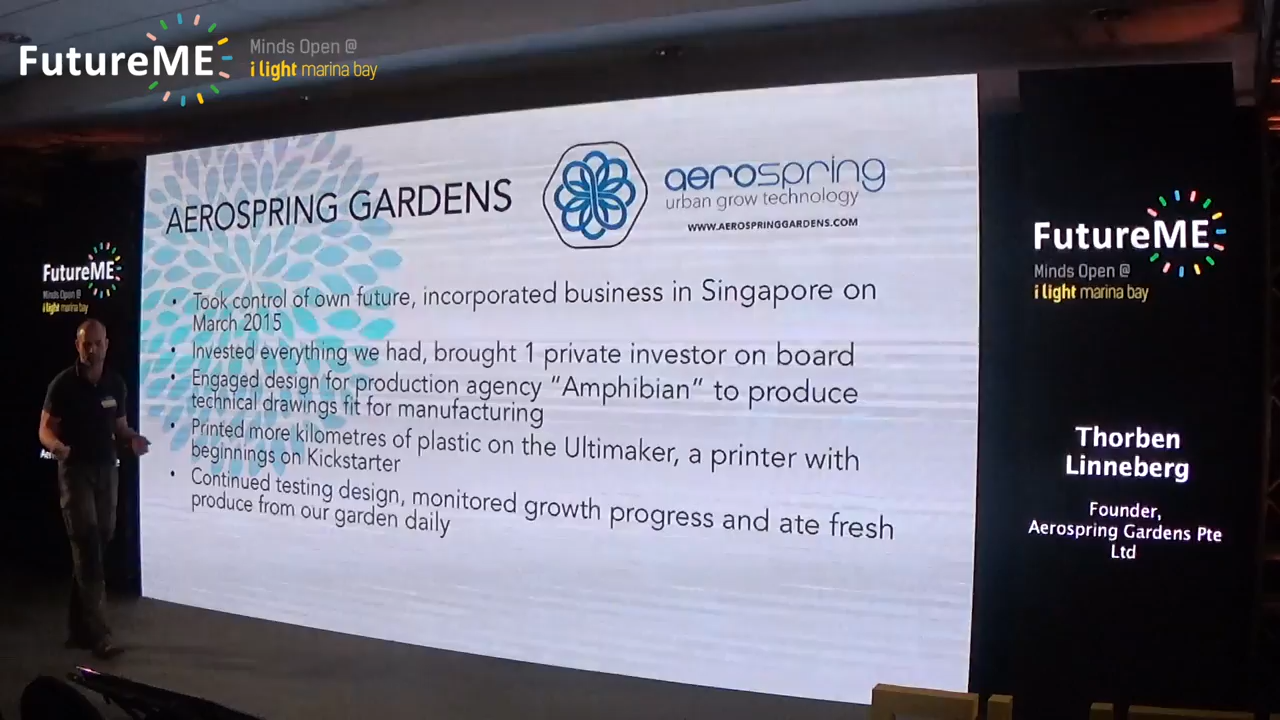 FutureME
Minds Open @
i light marina bay
AEROSPRING GARDENS
aerospring
urban grow technology
WWW.AEROSPRINGGARDENS.COM
• Took control of own future, incorporated business in Singapore on
March 2015
• Invested everything we had, brought 1 private investor on board
• Engaged design for production agency “Amphibian” to produce
technical drawings fit for manufacturing
• Printed more kilometres of plastic on the Ultimaker, a printer with
beginnings on Kickstarter
• Continued testing design, monitored growth progress and ate fresh
produce from our garden daily
FutureME
Minds Open @
i light marina bay
FutureME
Minds Open @
i light marina bay
Thorben
Linneberg
Founder,
Aerospring Gardens Pte
Ltd